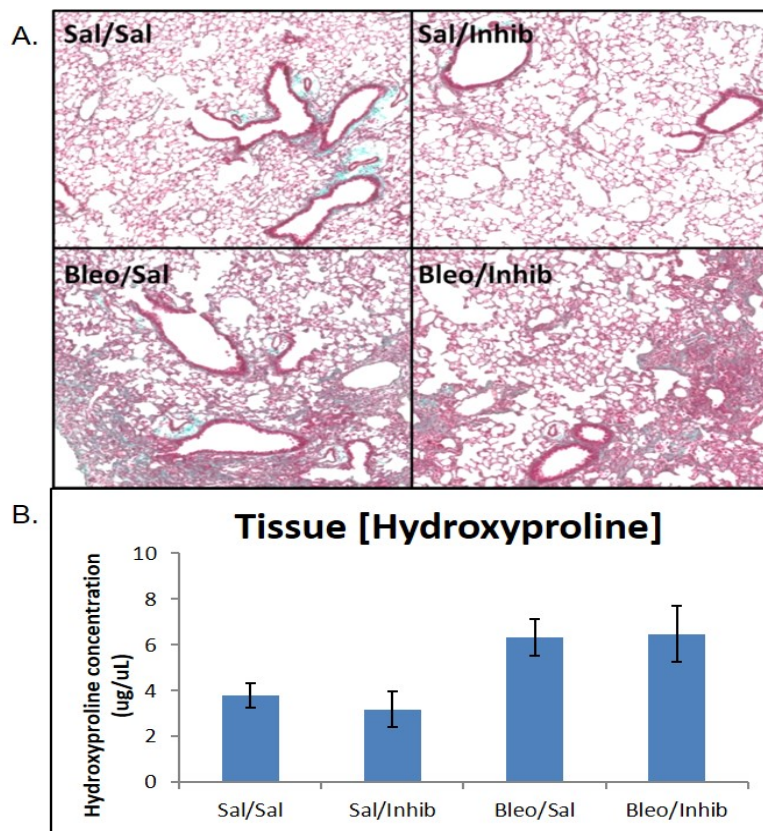 A.
Sal/Sal
Sal/Inhib
Bleo/Sal
Bleo/Inhib
B.
Tissue [Hydroxyproline]
Hydroxyproline concentration
(ug/uL)
10
8
6
4
2
0
Sal/Sal
Sal/Inhib
Bleo/Sal
Bleo/Inhib